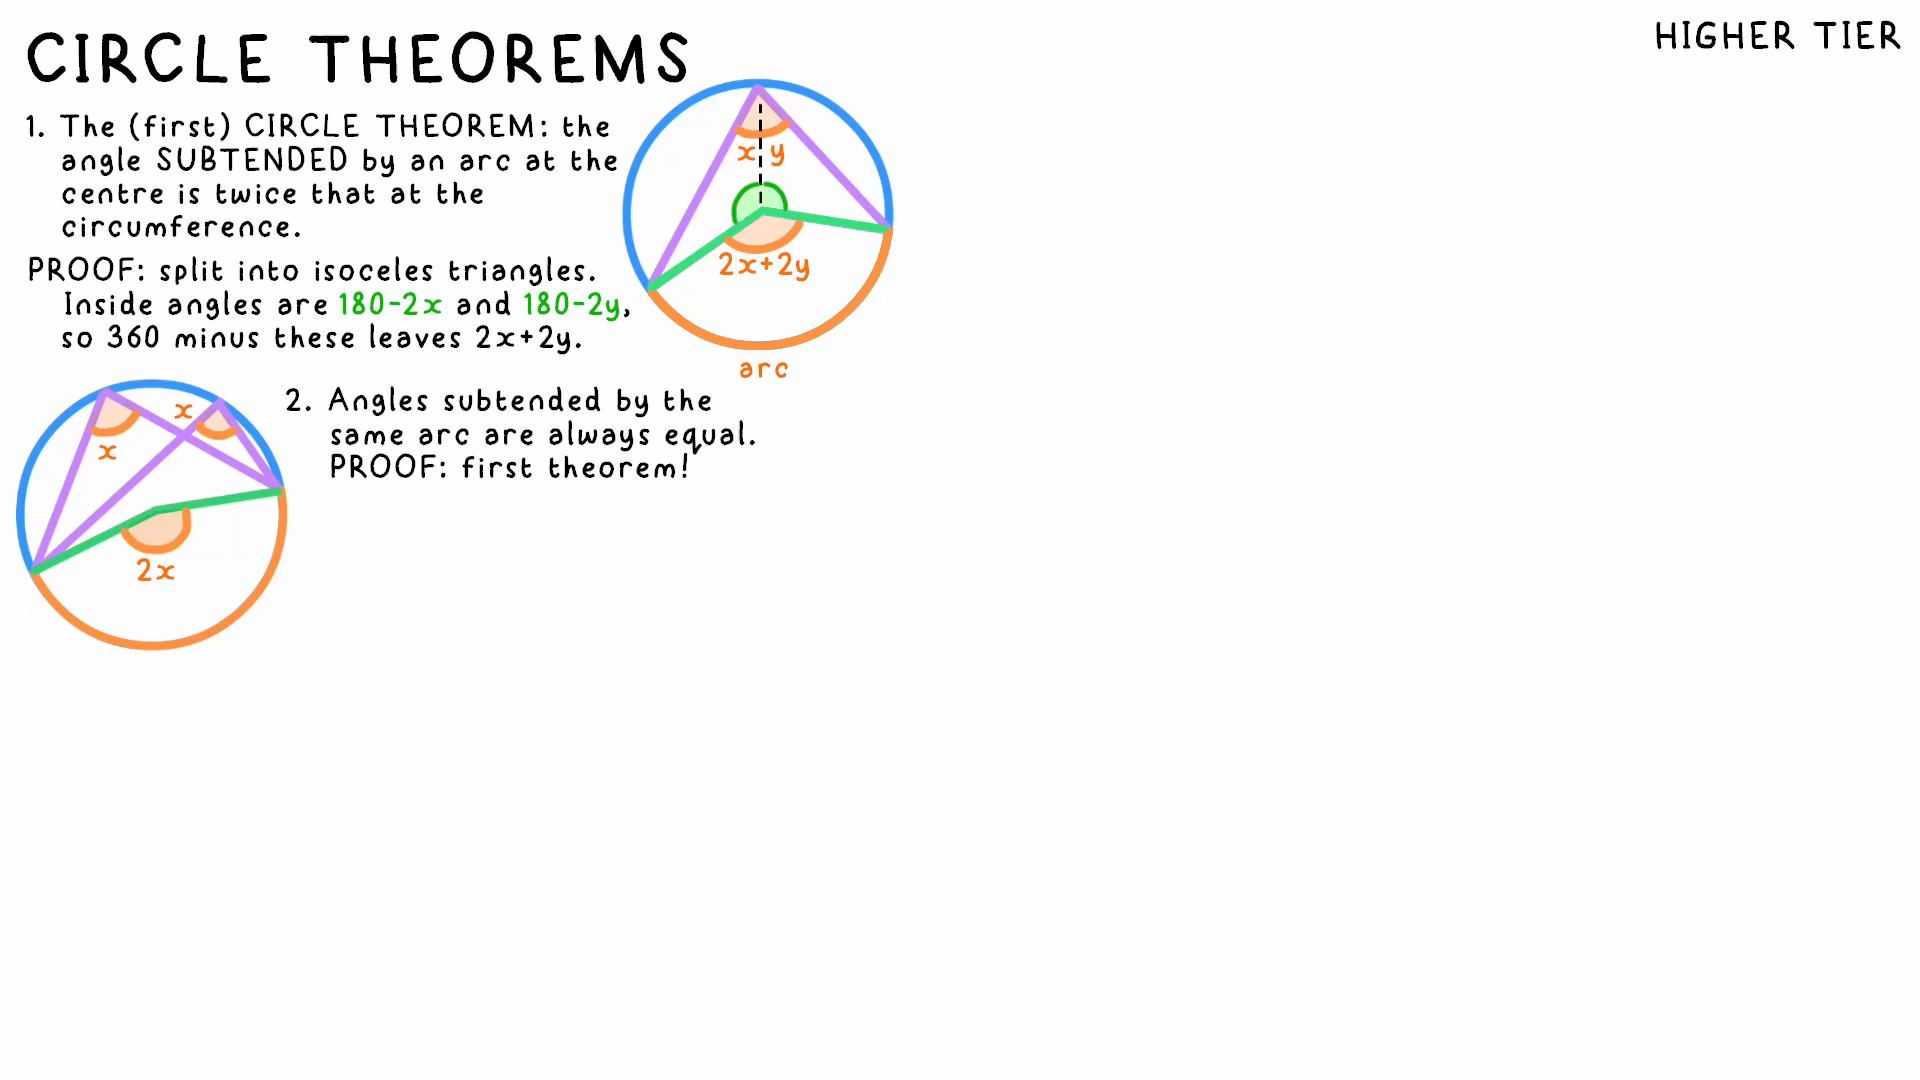 CIRCLE THEOREMS
HIGHER TIER
1. The (first) CIRCLE THEOREM: the
angle SUBTENDED by an arc at the
centre is twice that at the
circumference.
PROOF: split into isoceles triangles.
Inside angles are 180-2x and 180-2y,
so 360 minus these leaves 2x+2y.
x y
2x+2y
arc
2. Angles subtended by the
same arc are always equal.
PROOF: first theorem!
x
x
2x